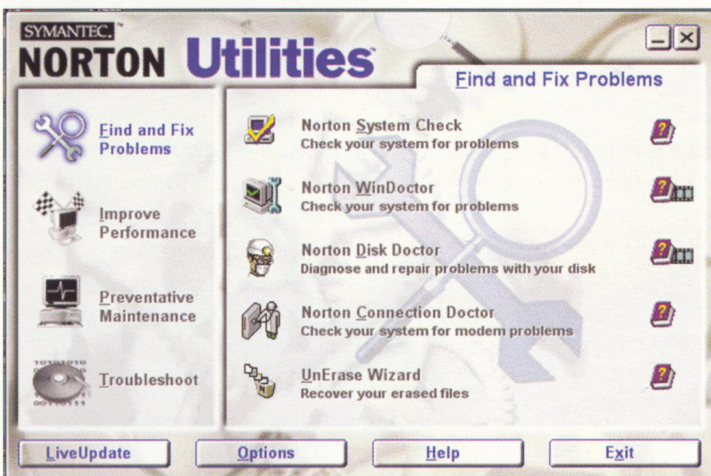 SYMANTEC.™
NORTON Utilities™
Find and Fix Problems
Find and Fix
Problems
Improve
Performance
Preventative
Maintenance
Troubleshoot
Norton System Check
Check your system for problems
Norton WinDoctor
Check your system for problems
Norton Disk Doctor
Diagnose and repair problems with your disk
Norton Connection Doctor
Check your system for modem problems
UnErase Wizard
Recover your erased files
LiveUpdate
Options
Help
Exit